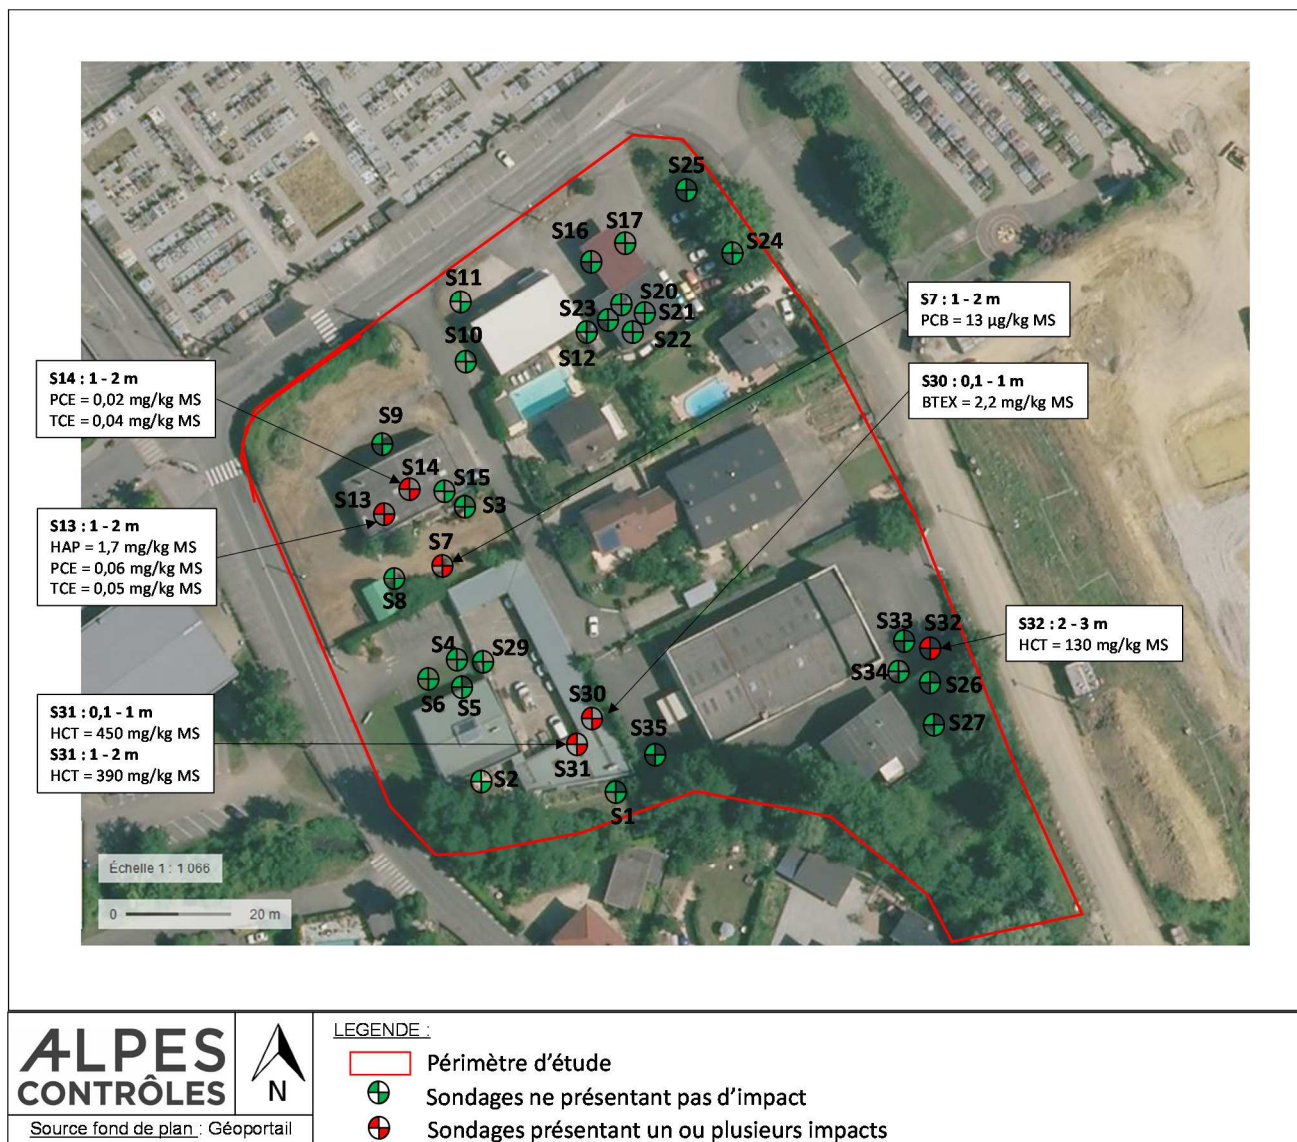 S25
S17
S16
S24
S11
S20
S23
S21
S10
S22
S12
S7 : 1 - 2 m
PCB = 13 µg/kg MS
S14 : 1 - 2 m
PCE = 0,02 mg/kg MS
TCE = 0,04 mg/kg MS
S30 : 0,1 - 1 m
BTEX = 2,2 mg/kg MS
S9
S14
S15
S13
S3
S13 : 1 - 2 m
HAP = 1,7 mg/kg MS
PCE = 0,06 mg/kg MS
TCE = 0,05 mg/kg MS
S7
S8
S32 : 2 - 3 m
HCT = 130 mg/kg MS
S33
S32
S4
S29
S34
S26
S6
S5
S30
S27
S31 : 0,1 - 1 m
HCT = 450 mg/kg MS
S31 : 1 - 2 m
HCT = 390 mg/kg MS
S35
S31
S2
S1
Échelle 1 : 1 066
0 20 m
ALPES
CONTRÔLES
N
Source fond de plan : Géoportail
LEGENDE :
Périmètre d'étude
Sondages ne présentant pas d'impact
Sondages présentant un ou plusieurs impacts